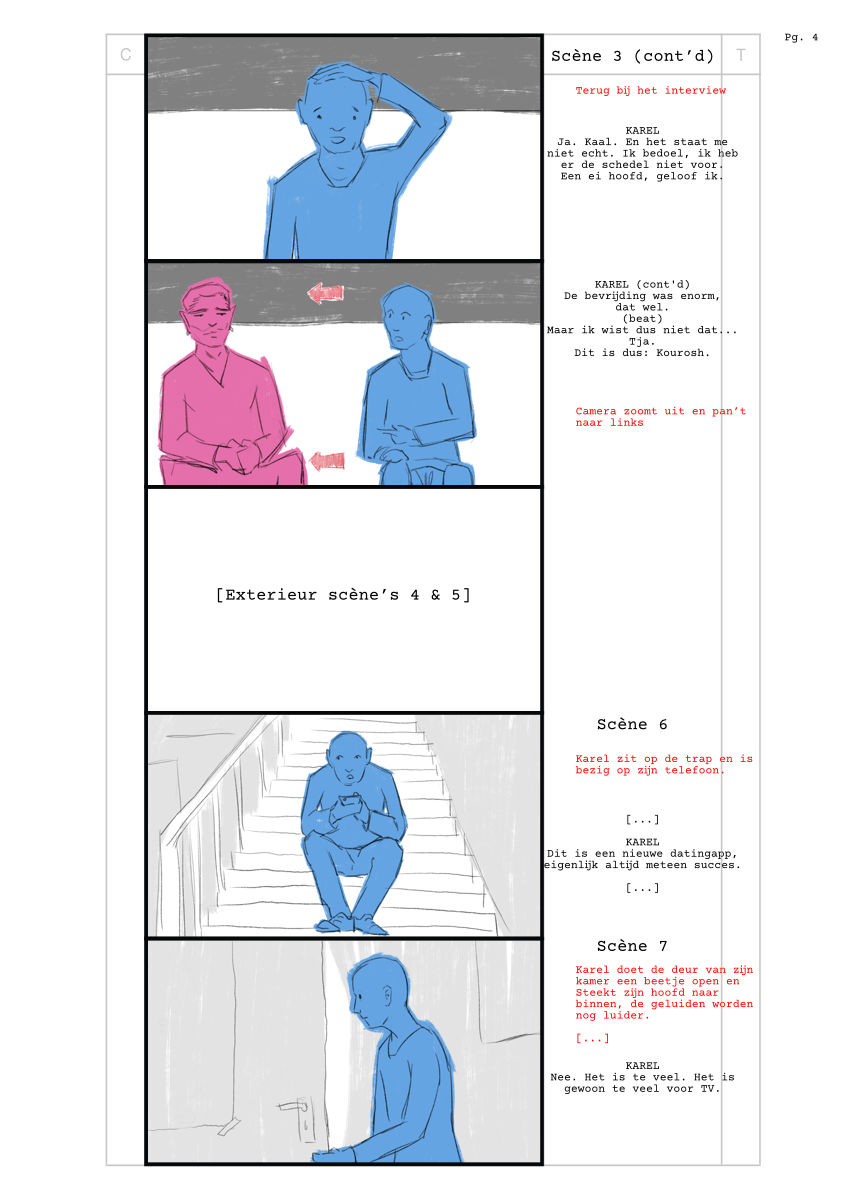 Pg. 4
C
Scène 3 (cont’d)
T
Terug bij het interview
KAREL
Ja. Kaal. En het staat me
niet echt. Ik bedoel, ik heb
er de schedel niet voor.
Een ei hoofd, geloof ik.
KAREL (cont'd)
De bevrijding was enorm,
dat wel.
(beat)
Maar ik wist dus niet dat...
Tja.
Dit is dus: Kourosh.
Camera zoomt uit en pan’t
naar links
[Exterieur scène’s 4 & 5]
Scène 6
Karel zit op de trap en is
bezig op zijn telefoon.
[...]
KAREL
Dit is een nieuwe datingapp,
eigenlijk altijd meteen succes.
[...]
Scène 7
Karel doet de deur van zijn
kamer een beetje open en
Steekt zijn hoofd naar
binnen, de geluiden worden
nog luider.
[...]
KAREL
Nee. Het is te veel. Het is
gewoon te veel voor TV.